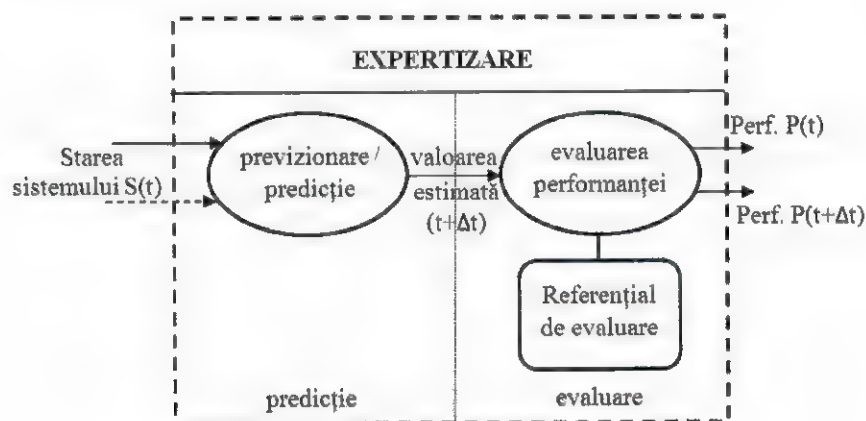 EXPERTIZARE
Starea
sistemului S(t)
previzionare /
predicție
valoarea
estimată
(t+Δt)
evaluarea
performanței
Perf. P(t)
Perf. P(t+Δt)
Referențial
de evaluare
predicție
evaluare